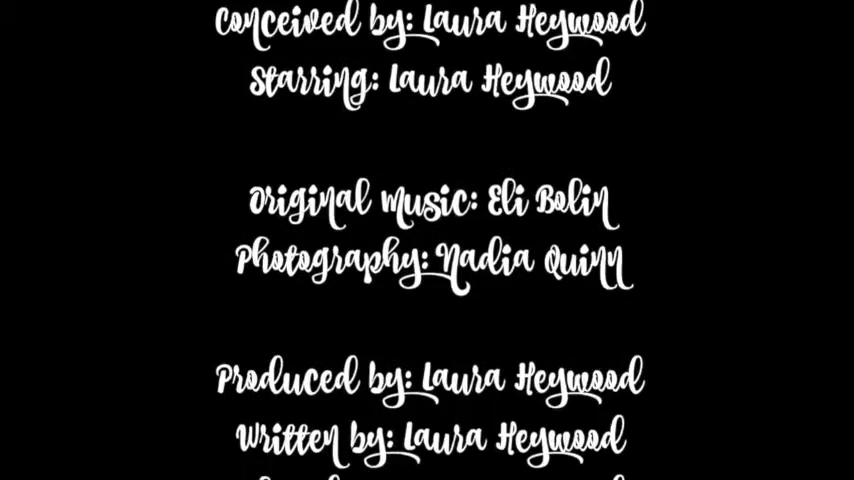 Conceived by: Laura Heywood
Starring: Laura Heywood
Original Music: Eli Bolin
Photography: Nadia Quinn
Produced by: Laura Heywood
Written by: Laura Heywood